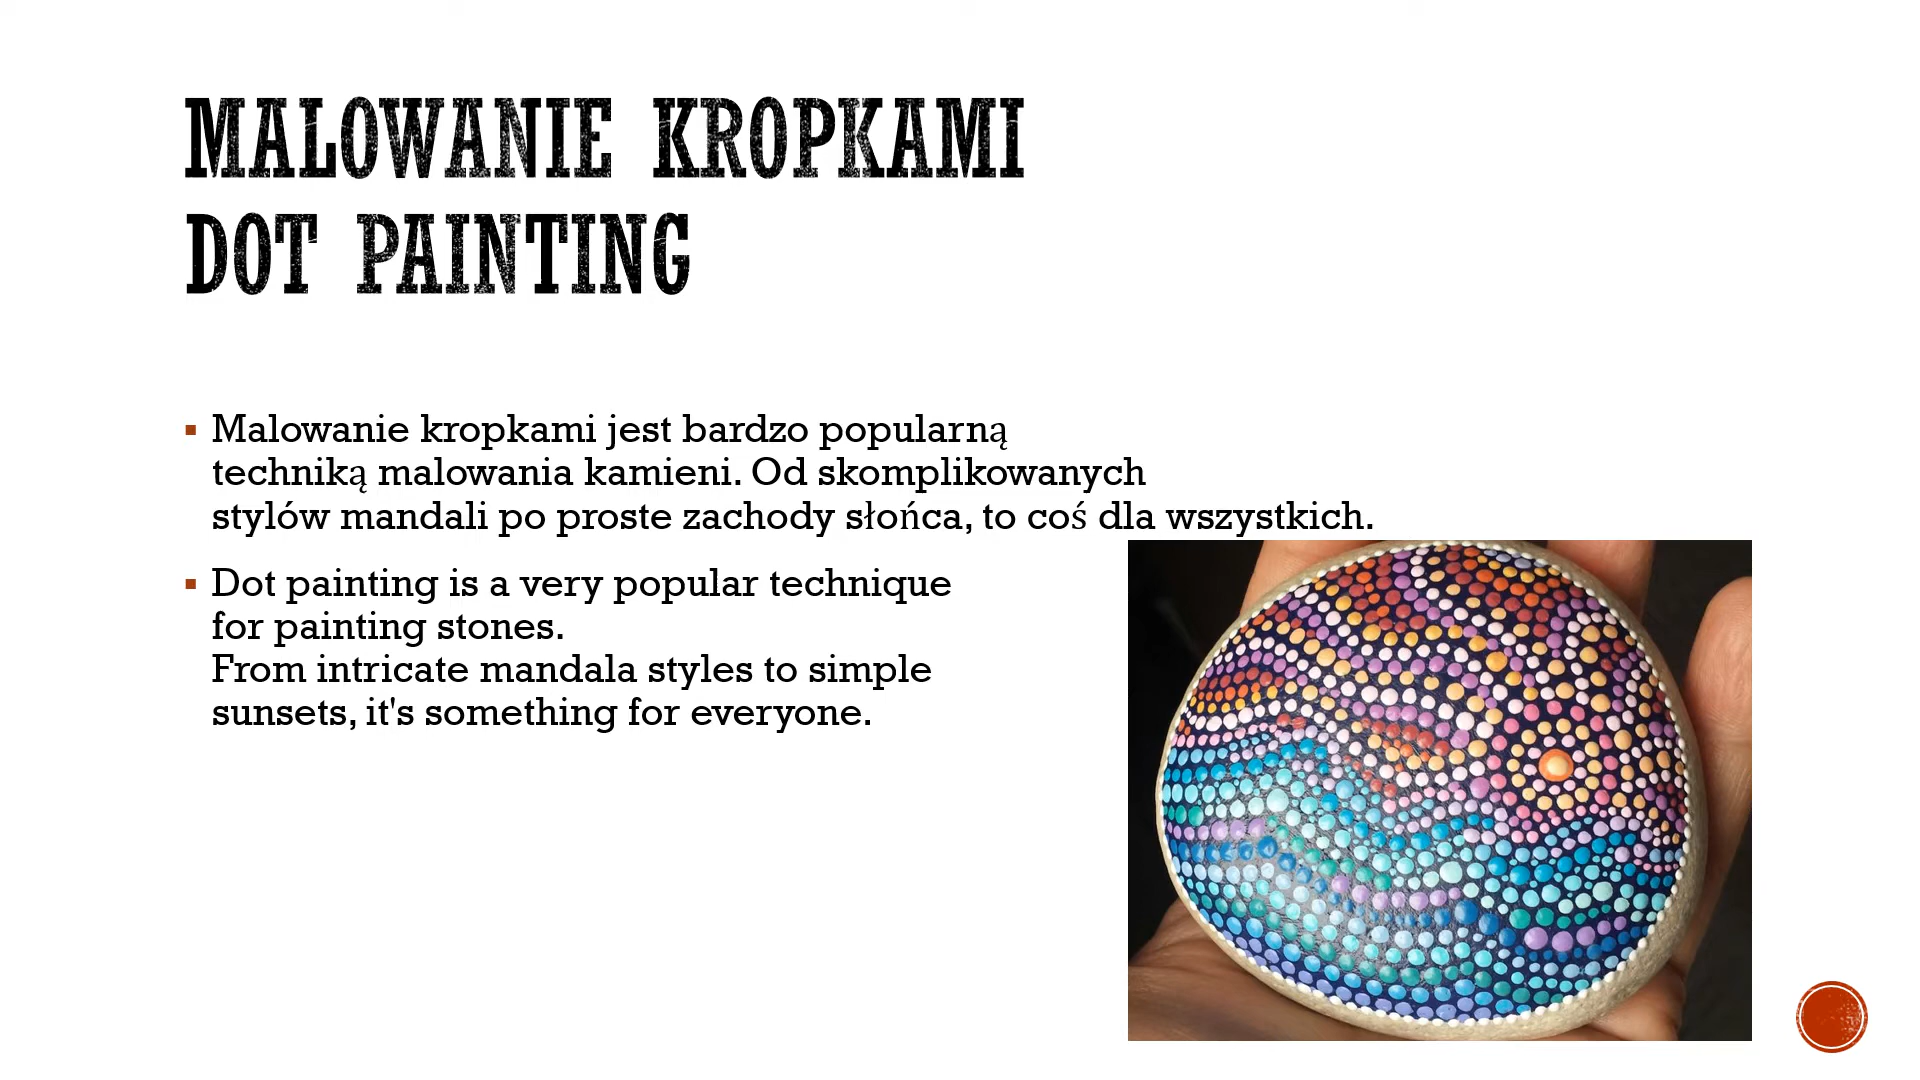 MALOWANIE KROPKAMI
DOT PAINTING
Malowanie kropkami jest bardzo popularną
techniką malowania kamieni. Od skomplikowanych
stylów mandali po proste zachody słońca, to coś dla wszystkich.
Dot painting is a very popular technique
for painting stones.
From intricate mandala styles to simple
sunsets, it's something for everyone.